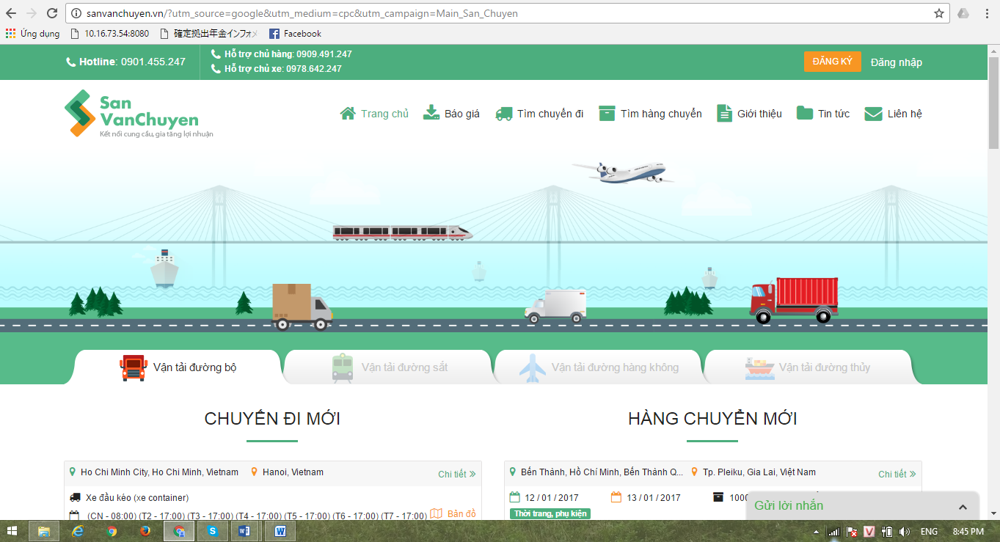 sanvanchuyen.vn/?utm_source=google&utm_medium=cpc&utm_campaign=Main_San_Chuyen
Ứng dụng 10.16.73.54:8080 確定拠出年金インフォメ Facebook
Hotline: 0901.455.247
Hỗ trợ chủ hàng: 0909.491.247
Hỗ trợ chủ xe: 0978.642.247
ĐĂNG KÝ Đăng nhập
San
VanChuyen
Kết nối cung cầu, gia tăng lợi nhuận
Trang chủ Báo giá Tìm chuyến đi Tìm hàng chuyển Giới thiệu Tin tức Liên hệ
Vận tải đường bộ Vận tải đường sắt Vận tải đường hàng không Vận tải đường thủy
CHUYẾN ĐI MỚI
Ho Chi Minh City, Ho Chi Minh, Vietnam Hanoi, Vietnam Chi tiết
Xe đầu kéo (xe container)
(CN - 08:00) (T2 - 17:00) (T3 - 17:00) (T4 - 17:00) (T5 - 17:00) (T6 - 17:00) (T7 - 17:00) Bản đồ
HÀNG CHUYỂN MỚI
Bến Thành, Hồ Chí Minh, Bến Thành Q... Tp. Pleiku, Gia Lai, Việt Nam Chi tiết
12 / 01 / 2017 13 / 01 / 2017
Thời trang, phụ kiện
Gửi lời nhắn
ENG 8:45 PM